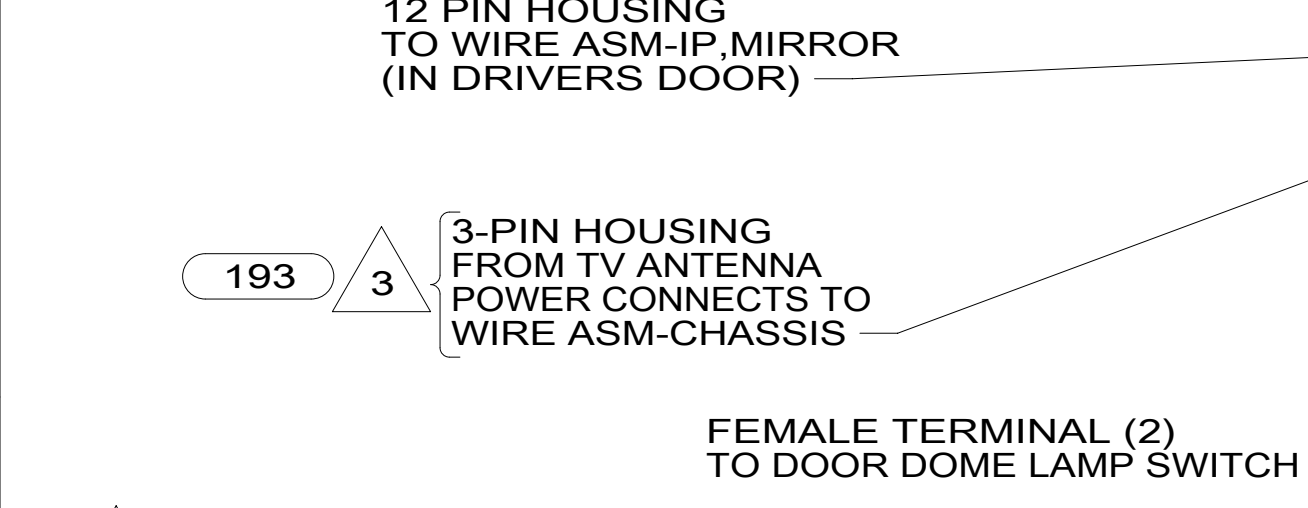 12 PIN HOUSING
TO WIRE ASM-IP,MIRROR
(IN DRIVERS DOOR)
193
3
3-PIN HOUSING
FROM TV ANTENNA
POWER CONNECTS TO
WIRE ASM-CHASSIS
FEMALE TERMINAL (2)
TO DOOR DOME LAMP SWITCH